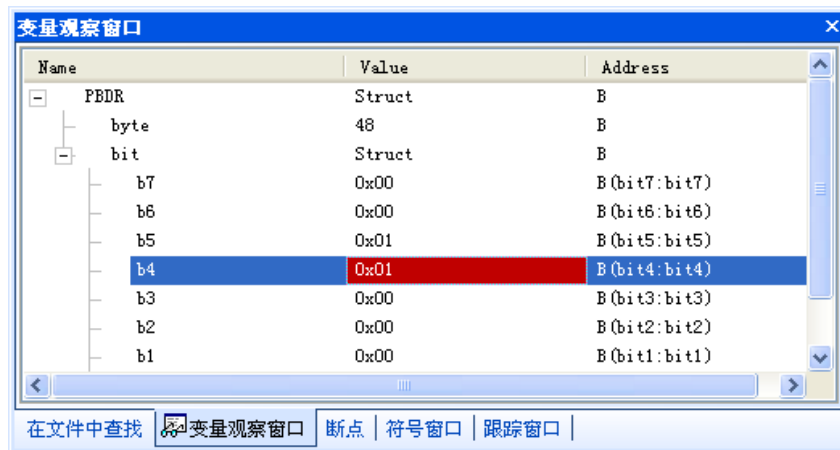 变量观察窗口
Name Value Address
PBDR Struct B
byte 48 B
bit Struct B
b7 0x00 B(bit7:bit7)
b6 0x00 B(bit6:bit6)
b5 0x01 B(bit5:bit5)
b4 0x01 B(bit4:bit4)
b3 0x00 B(bit3:bit3)
b2 0x00 B(bit2:bit2)
b1 0x00 B(bit1:bit1)
在文件中查找 变量观察窗口 断点 符号窗口 跟踪窗口